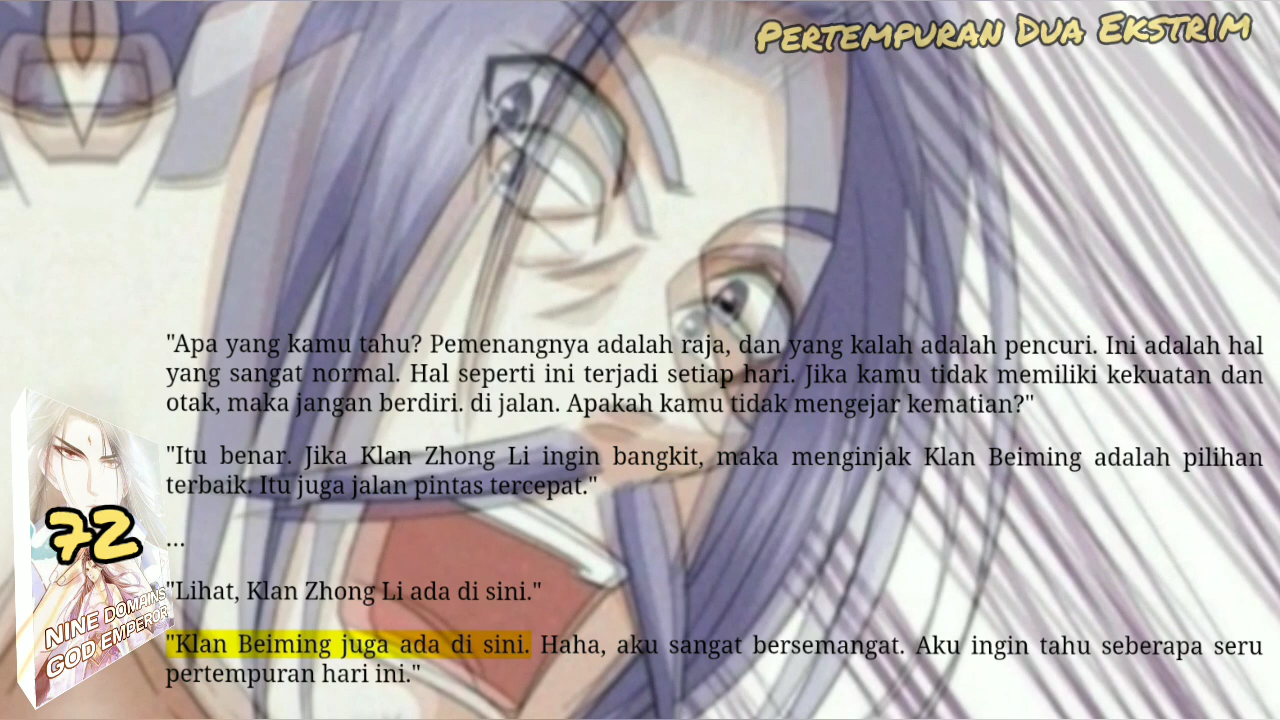 Pertempuran Dua Ekstrim
"Apa yang kamu tahu? Pemenangnya adalah raja, dan yang kalah adalah pencuri. Ini adalah hal
yang sangat normal. Hal seperti ini terjadi setiap hari. Jika kamu tidak memiliki kekuatan dan
otak, maka jangan berdiri. di jalan. Apakah kamu tidak mengejar kematian?"
"Itu benar. Jika Klan Zhong Li ingin bangkit, maka menginjak Klan Beiming adalah pilihan
terbaik. Itu juga jalan pintas tercepat."
...
"Lihat, Klan Zhong Li ada di sini."
"Klan Beiming juga ada di sini. Haha, aku sangat bersemangat. Aku ingin tahu seberapa seru
pertempuran hari ini."
72
NINE DOMAINS
GOD EMPEROR